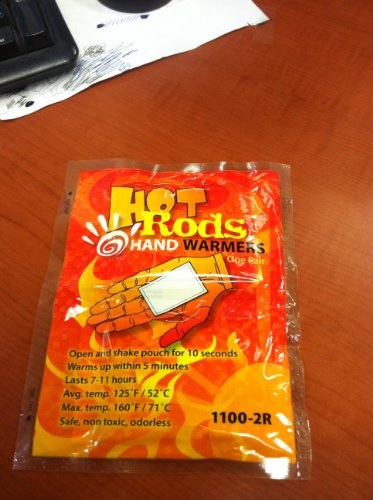 HOT
Rods
HAND WARMERS
One Pair
Open and shake pouch for 10 seconds
Warms up within 5 minutes
Lasts 7-11 hours
Avg. temp. 125°F / 52°C
Max. temp. 160°F / 71°C
Safe, non toxic, odorless
1100-2R